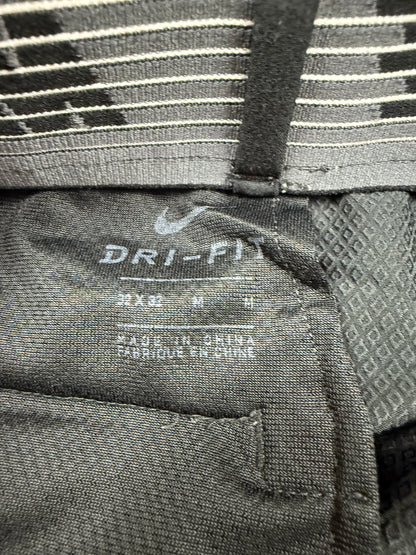 DRI-FIT
32 X 32 M M
MADE IN CHINA
FABRIQUÉ EN CHINE